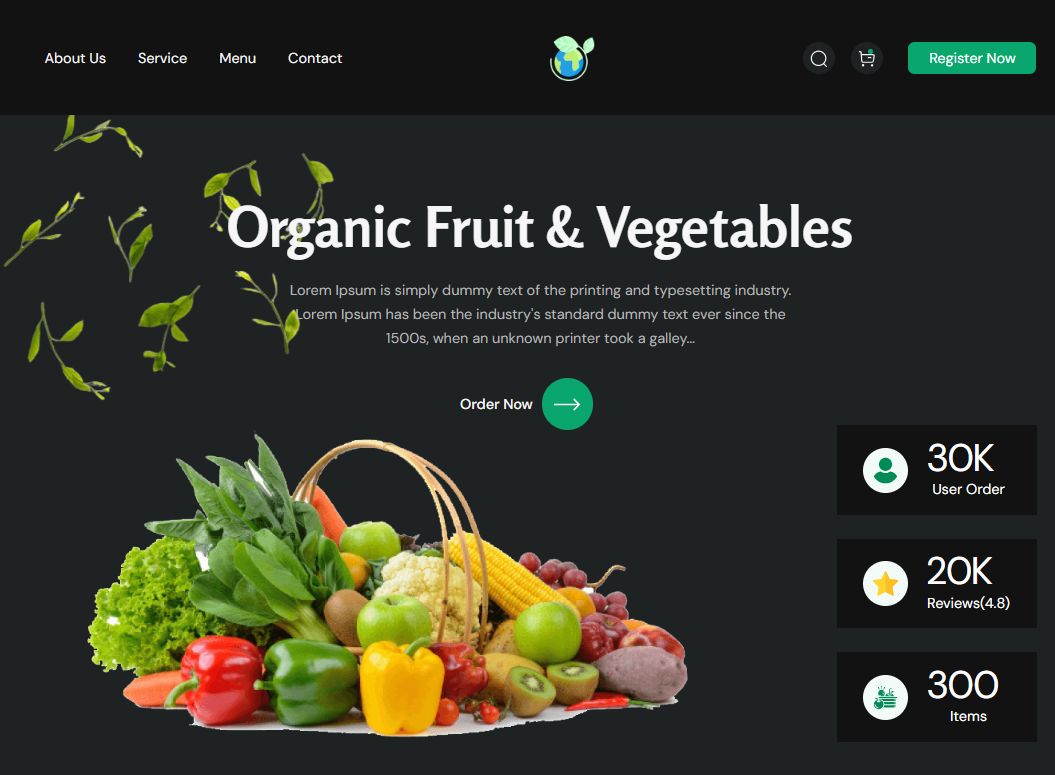 About Us
Service
Menu
Contact
Register Now
Organic Fruit & Vegetables
Lorem Ipsum is simply dummy text of the printing and typesetting industry.
Lorem Ipsum has been the industry's standard dummy text ever since the
1500s, when an unknown printer took a galley...
Order Now
30K
User Order
20K
Reviews(4.8)
300
Items